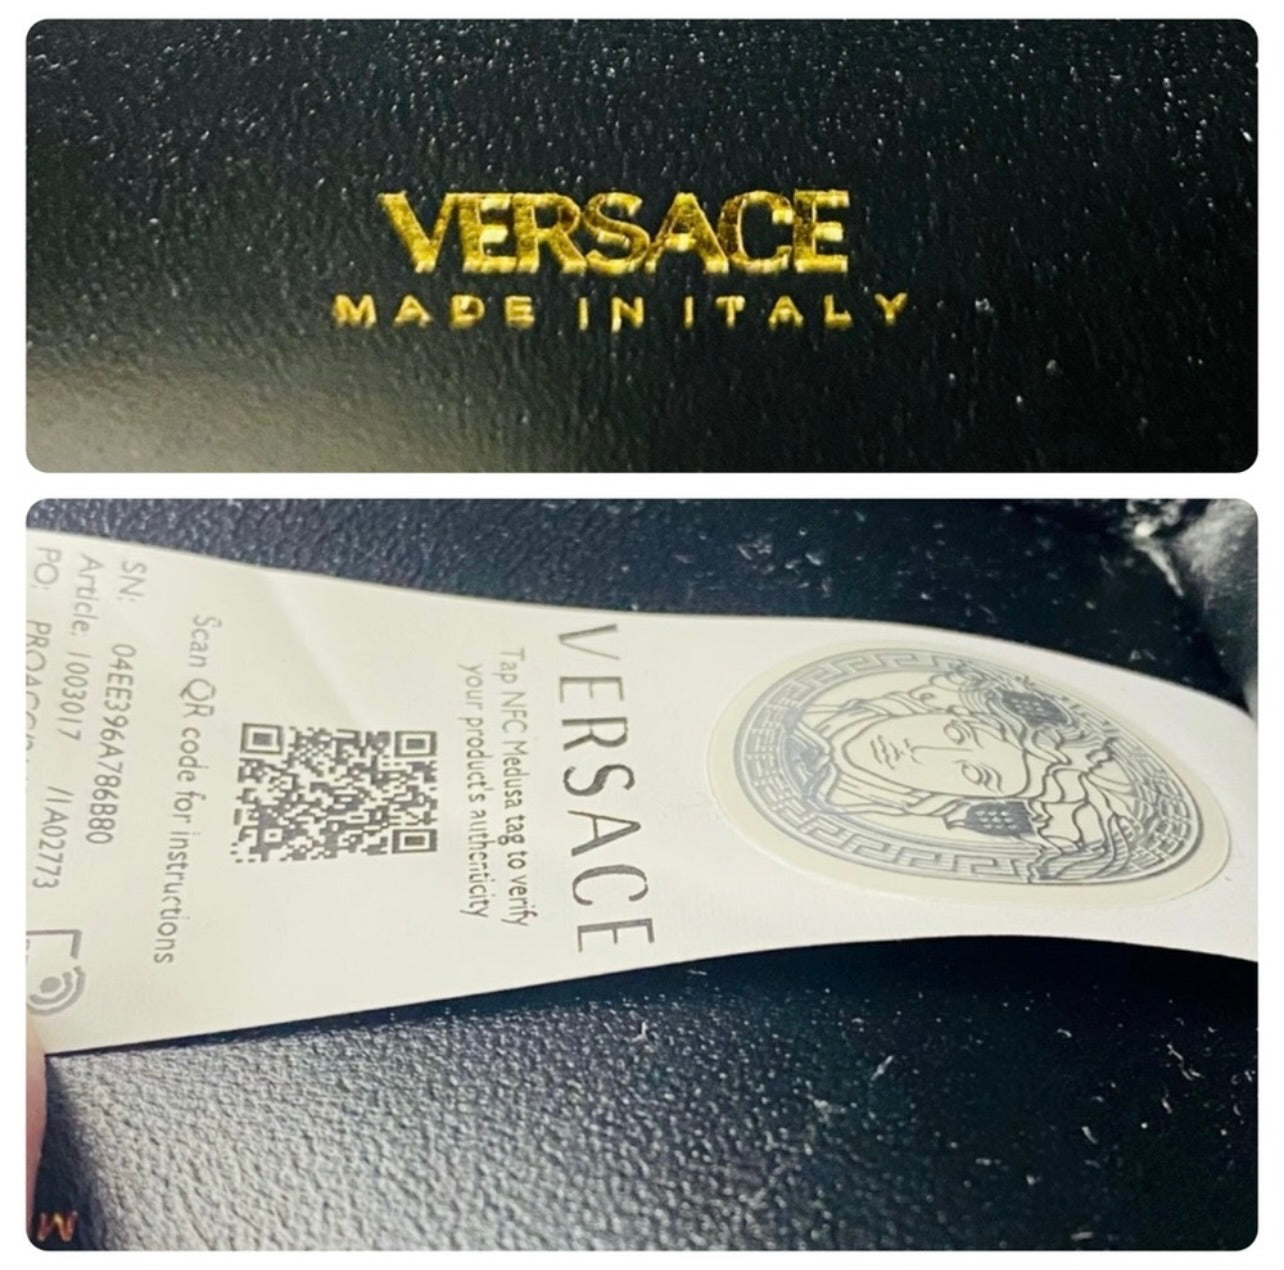 VERSACE
MADE IN ITALY
VERSACE
Tap NFC Medusa tag to verify
your product's authenticity
Scan QR code for instructions
SN: 04EE396A786B80
Article: 1003017 /1A02773
PO: